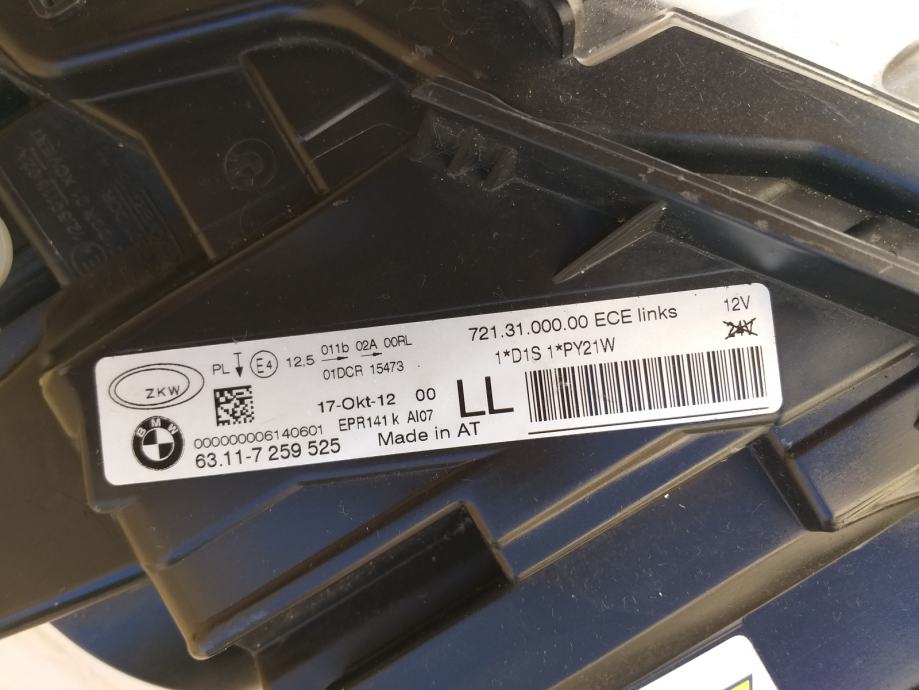 721.31.000.00 ECE links 12V
24V
ZKW PL E4 12,5 011b 02A 00RL
01DCR 15473
1*D1S 1*PY21W
17-Okt-12 00 LL
EPR141 k AI07
BMW 000000006140601
63.11-7 259 525 Made in AT